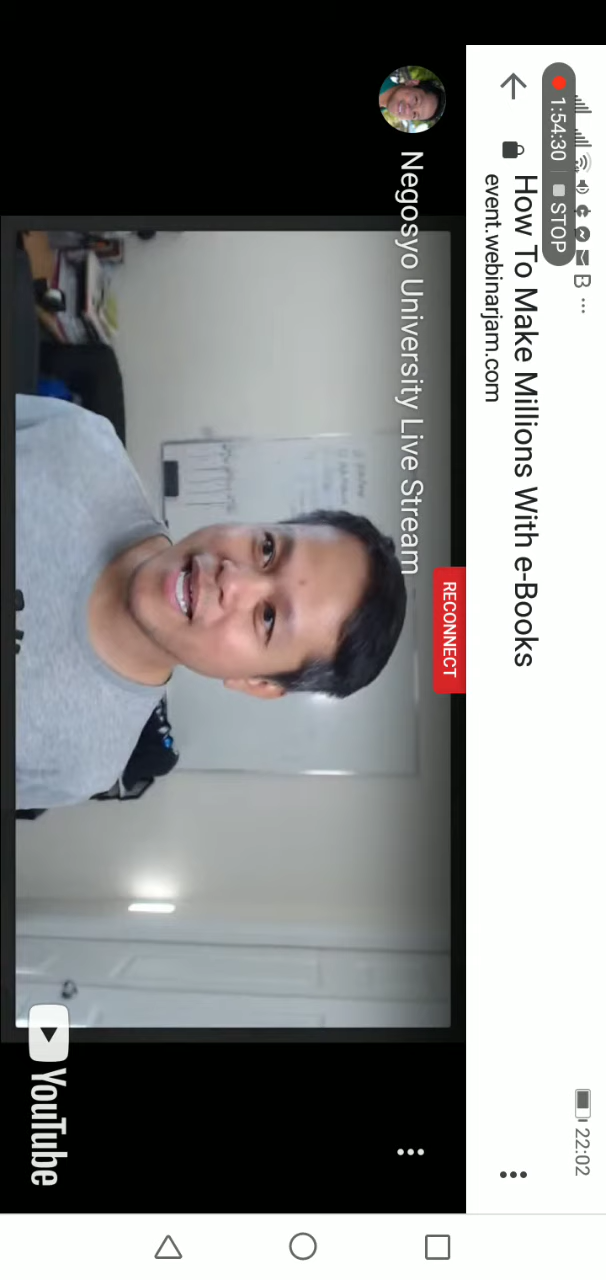 1:54:30 STOP
B ...
22:02
How To Make Millions With e-Books
event.webinarjam.com
RECONNECT
Negosyo University Live Stream
YouTube